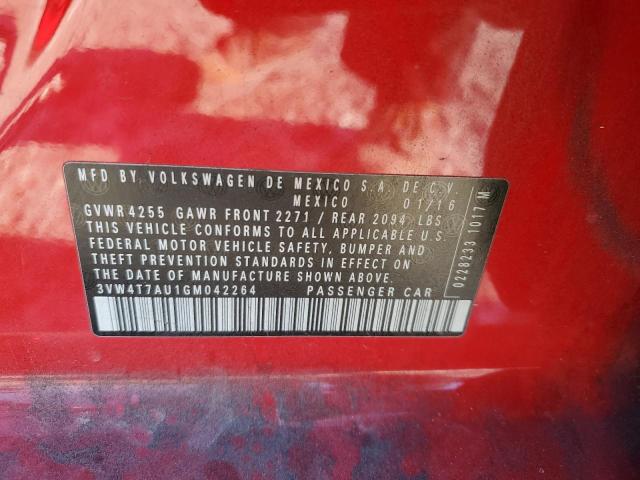 MFD BY VOLKSWAGEN DE MEXICO S.A. DE C.V.
MEXICO 01/16
GVWR 4255 GAWR FRONT 2271 / REAR 2094 LBS
THIS VEHICLE CONFORMS TO ALL APPLICABLE U.S.
FEDERAL MOTOR VEHICLE SAFETY, BUMPER AND
THEFT PREVENTION STANDARDS IN EFFECT ON
THE DATE OF MANUFACTURE SHOWN ABOVE.
3VW4T7AU1GM042264 PASSENGER CAR
0228233 1017 M